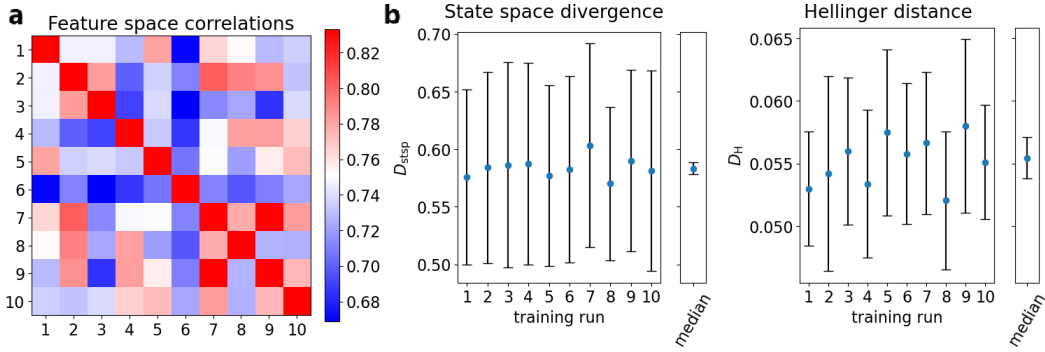 a
Feature space correlations
1
2
3
4
5
6
7
8
9
10
1 2 3 4 5 6 7 8 9 10
0.82
0.80
0.78
0.76
0.74
0.72
0.70
0.68
b
State space divergence
D_stsp
0.70
0.65
0.60
0.55
0.50
1 2 3 4 5 6 7 8 9 10
training run
median
Hellinger distance
D_H
0.065
0.060
0.055
0.050
1 2 3 4 5 6 7 8 9 10
training run
median